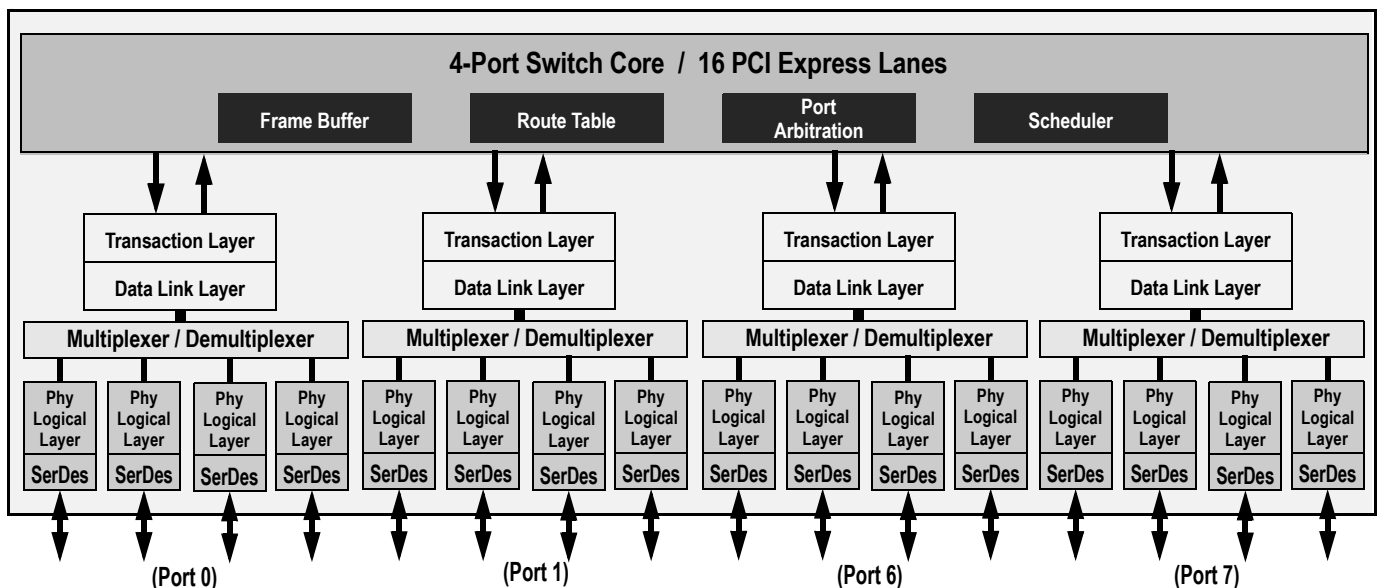 4-Port Switch Core / 16 PCI Express Lanes
Frame Buffer
Route Table
Port
Arbitration
Scheduler
Transaction Layer
Data Link Layer
Multiplexer / Demultiplexer
Transaction Layer
Data Link Layer
Multiplexer / Demultiplexer
Transaction Layer
Data Link Layer
Multiplexer / Demultiplexer
Transaction Layer
Data Link Layer
Multiplexer / Demultiplexer
Phy
Logical
Layer
SerDes
Phy
Logical
Layer
SerDes
Phy
Logical
Layer
SerDes
Phy
Logical
Layer
SerDes
Phy
Logical
Layer
SerDes
Phy
Logical
Layer
SerDes
Phy
Logical
Layer
SerDes
Phy
Logical
Layer
SerDes
Phy
Logical
Layer
SerDes
Phy
Logical
Layer
SerDes
Phy
Logical
Layer
SerDes
Phy
Logical
Layer
SerDes
Phy
Logical
Layer
SerDes
Phy
Logical
Layer
SerDes
Phy
Logical
Layer
SerDes
Phy
Logical
Layer
SerDes
(Port 0)
(Port 1)
(Port 6)
(Port 7)